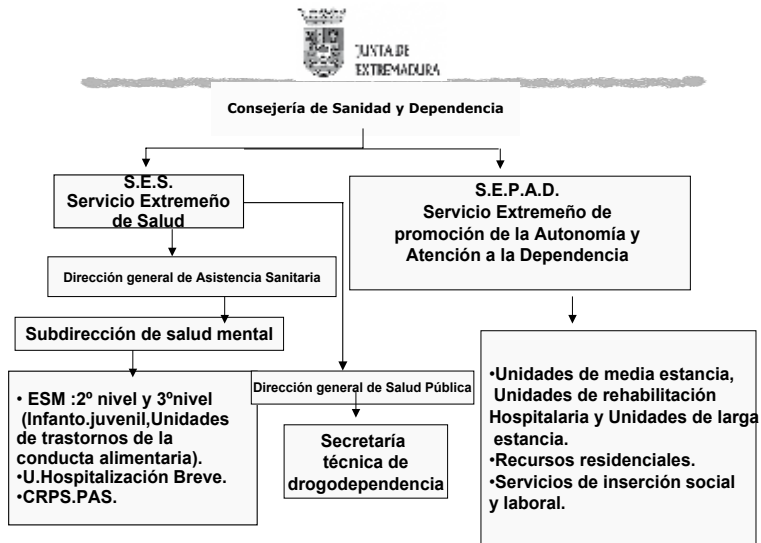 JUNTA DE
EXTREMADURA
Consejería de Sanidad y Dependencia
S.E.S.
Servicio Extremeño
de Salud
S.E.P.A.D.
Servicio Extremeño de
promoción de la Autonomía y
Atención a la Dependencia
Dirección general de Asistencia Sanitaria
Subdirección de salud mental
• ESM :2º nivel y 3ºnivel
(Infanto.juvenil,Unidades
de trastornos de la
conducta alimentaria).
•U.Hospitalización Breve.
•CRPS.PAS.
Dirección general de Salud Pública
Secretaría
técnica de
drogodependencia
•Unidades de media estancia,
Unidades de rehabilitación
Hospitalaria y Unidades de larga
estancia.
•Recursos residenciales.
•Servicios de inserción social
y laboral.